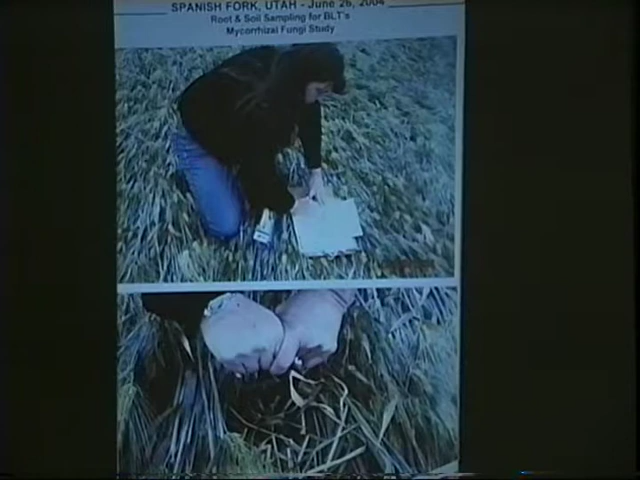 SPANISH FORK, UTAH - June 26, 2004
Root & Soil Sampling for BLT's
Mycorrhizal Fungi Study